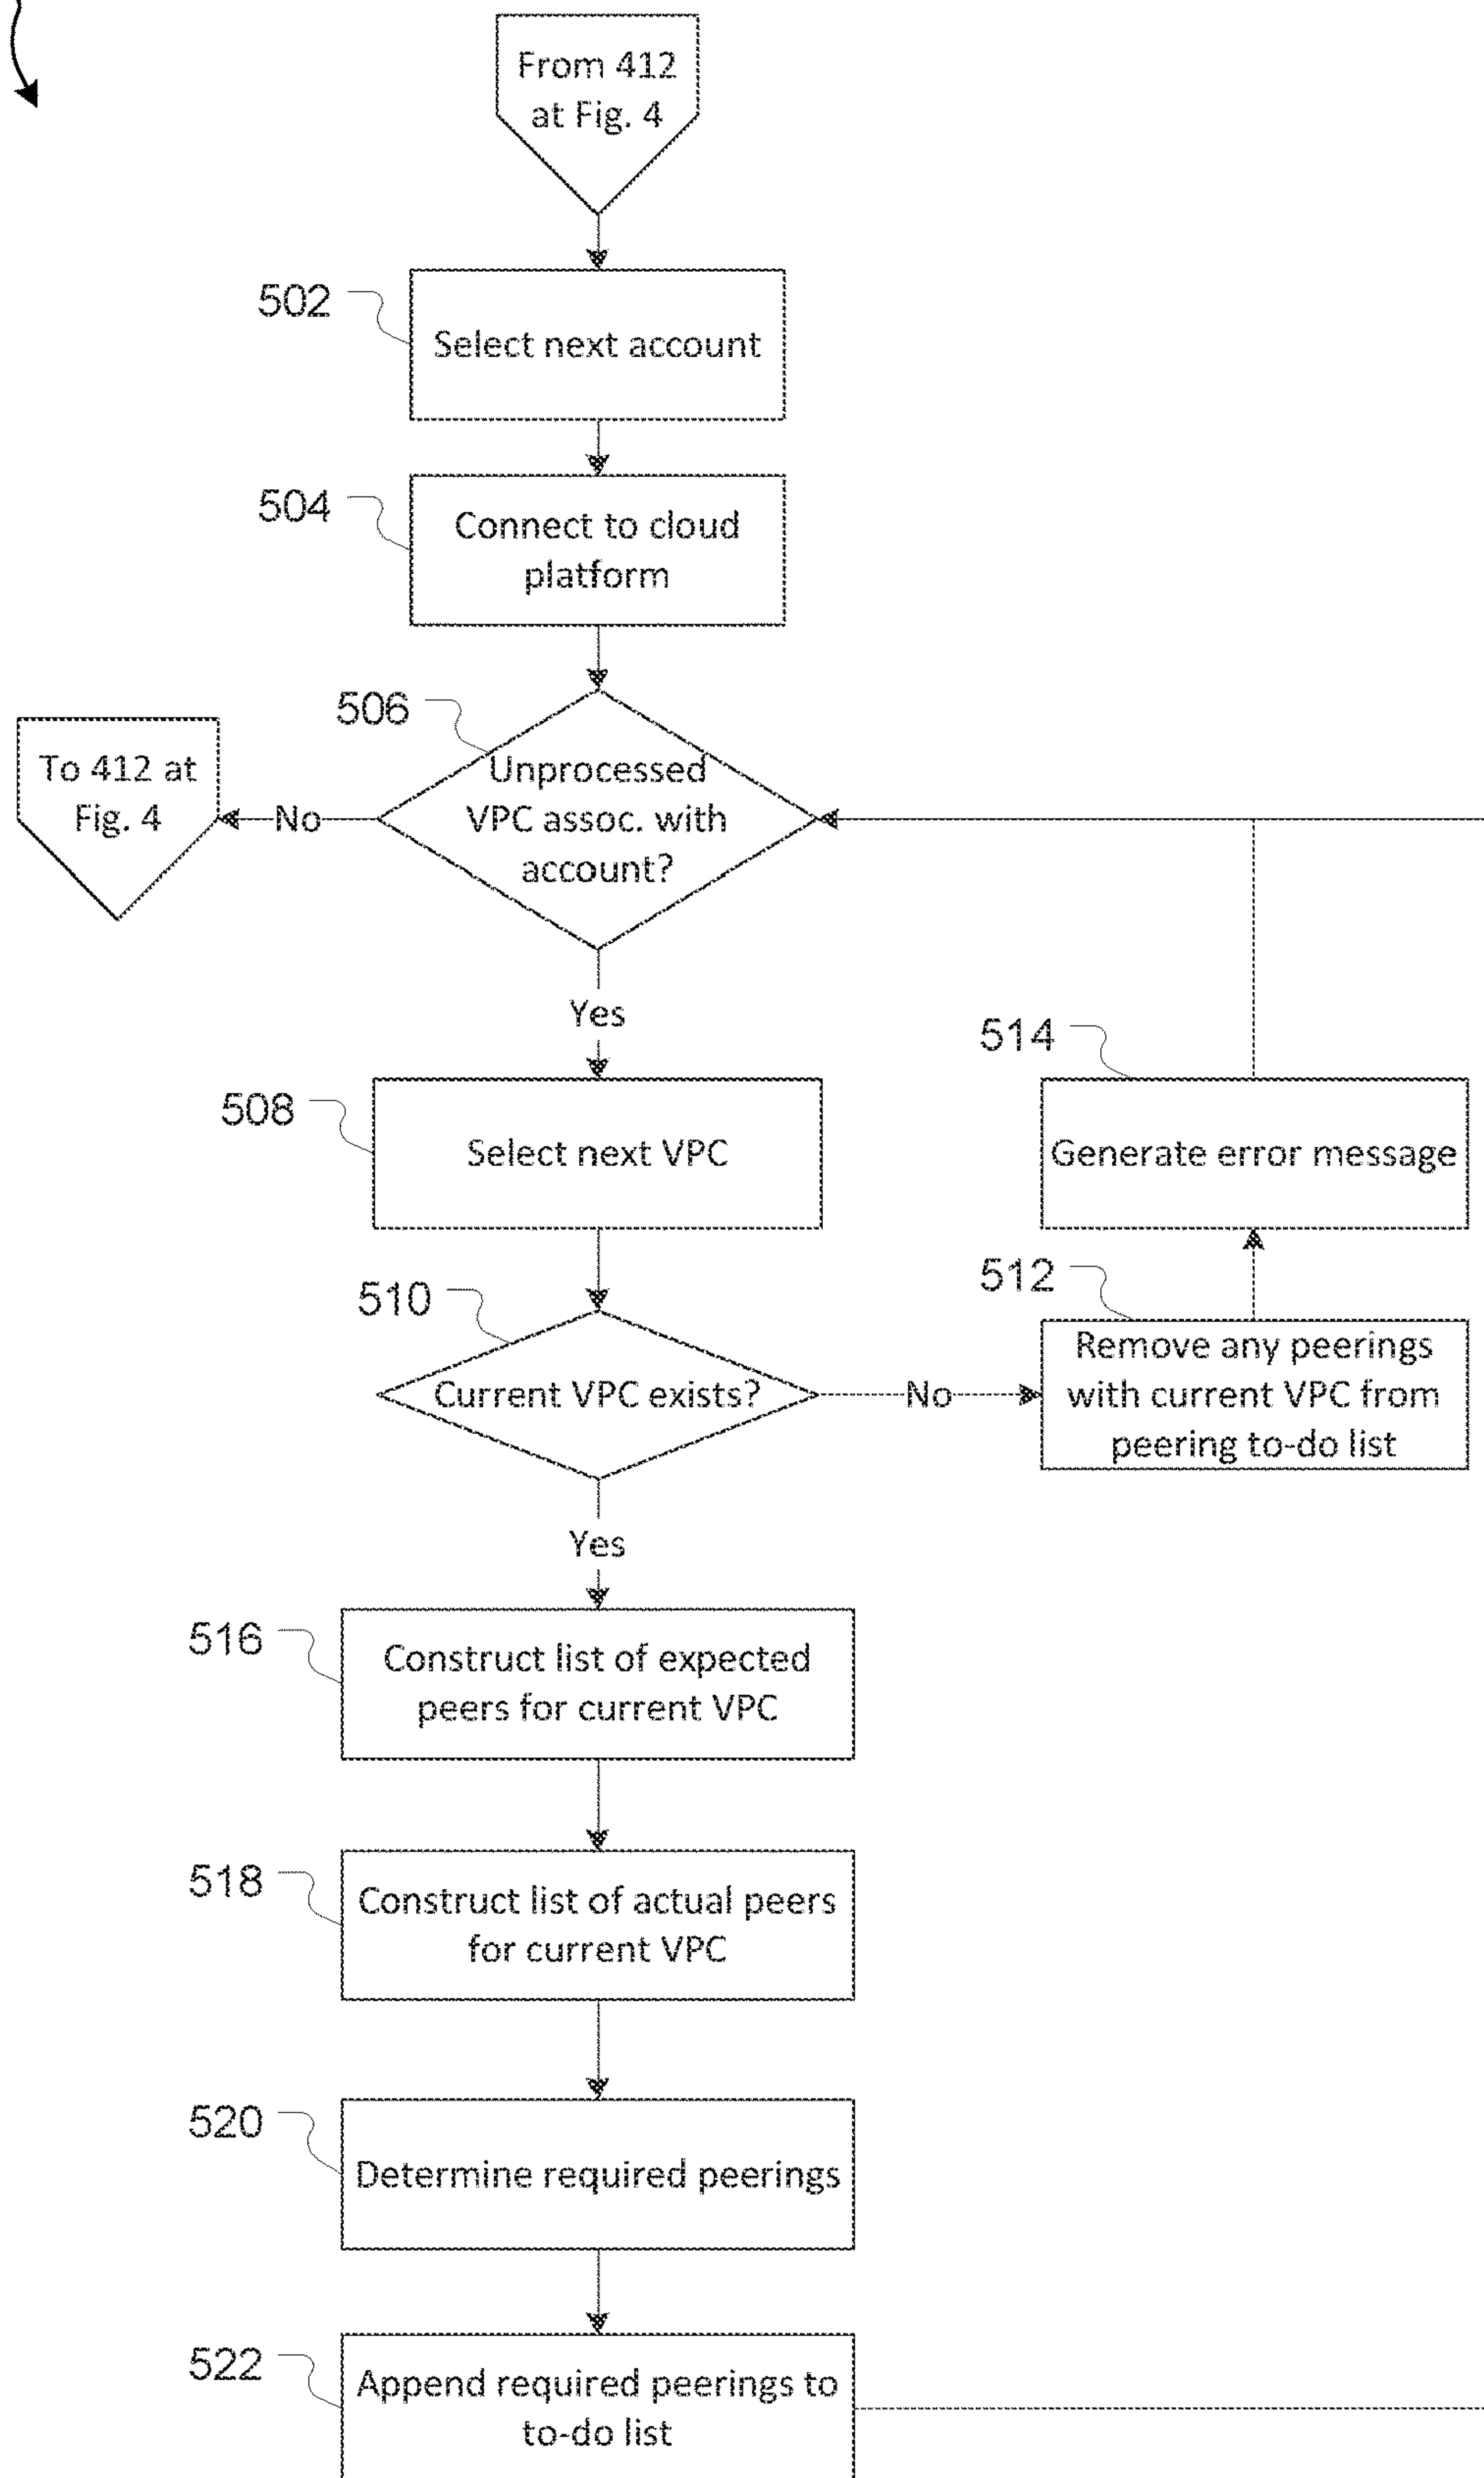 From 412
at Fig. 4
502
Select next account
504
Connect to cloud
platform
506
Unprocessed
VPC assoc. with
account?
To 412 at
Fig. 4
No
Yes
508
Select next VPC
514
Generate error message
510
Current VPC exists?
No
512
Remove any peerings
with current VPC from
peering to-do list
Yes
516
Construct list of expected
peers for current VPC
518
Construct list of actual peers
for current VPC
520
Determine required peerings
522
Append required peerings to
to-do list